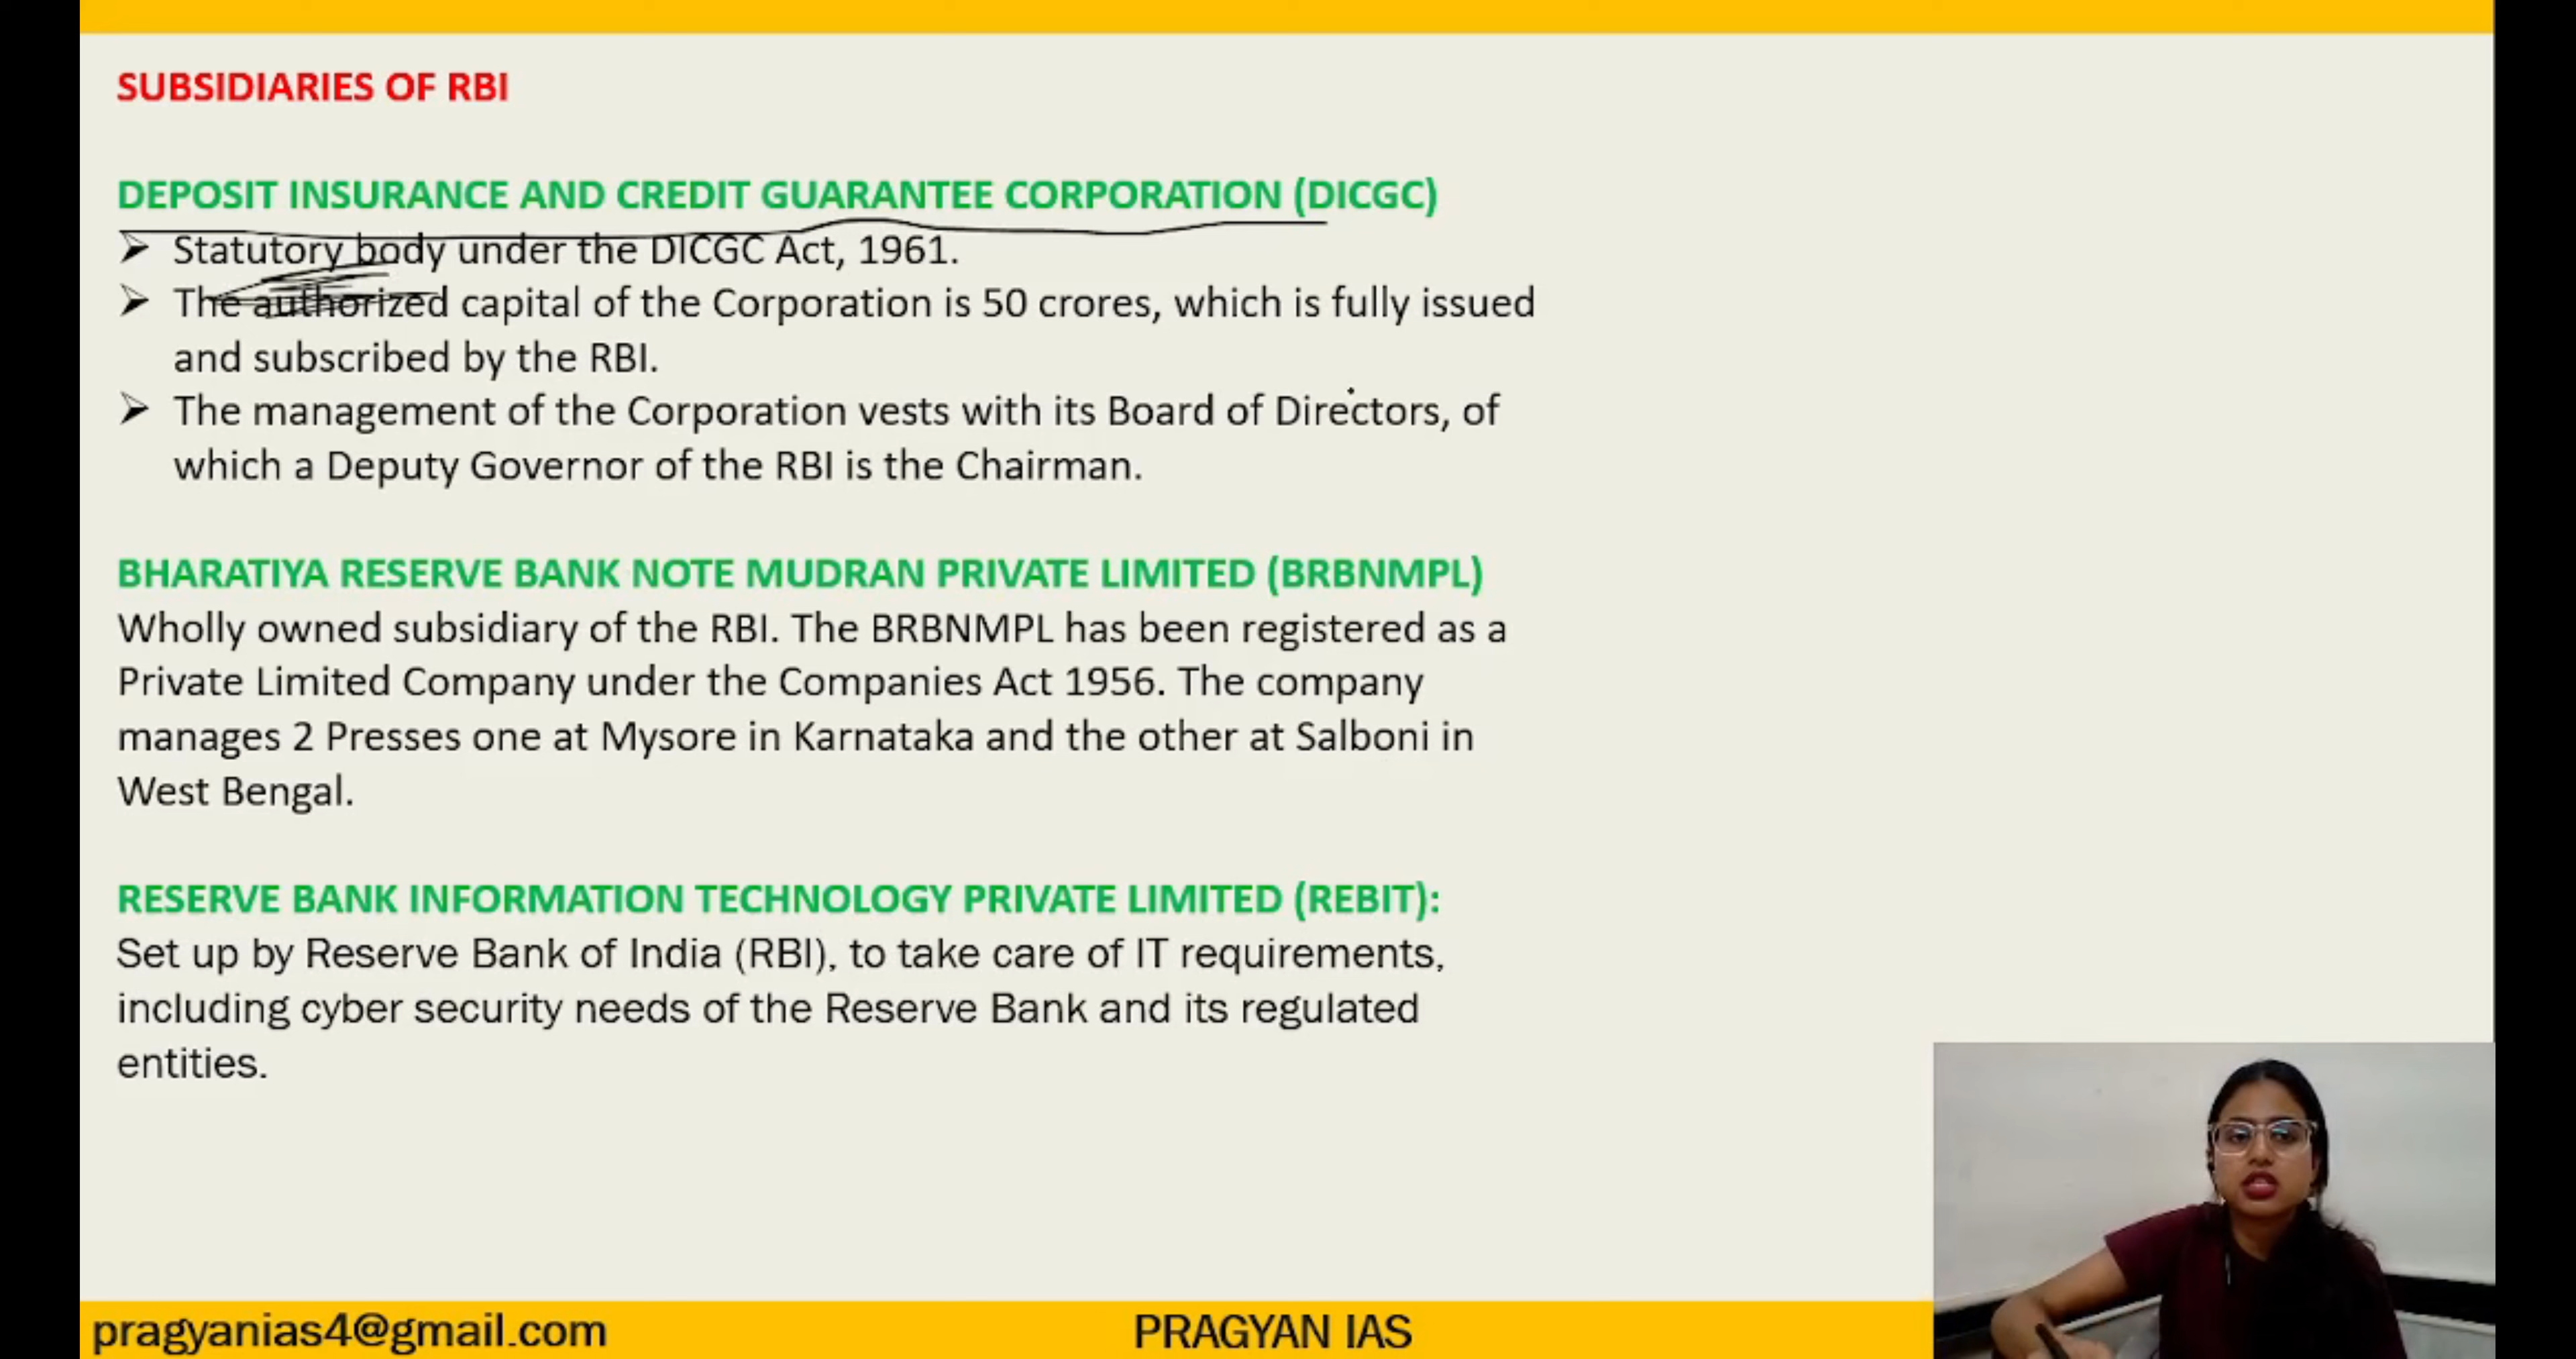 SUBSIDIARIES OF RBI
DEPOSIT INSURANCE AND CREDIT GUARANTEE CORPORATION (DICGC)
➢ Statutory body under the DICGC Act, 1961.
➢ The authorized capital of the Corporation is 50 crores, which is fully issued
and subscribed by the RBI.
➢ The management of the Corporation vests with its Board of Directors, of
which a Deputy Governor of the RBI is the Chairman.
BHARATIYA RESERVE BANK NOTE MUDRAN PRIVATE LIMITED (BRBNMPL)
Wholly owned subsidiary of the RBI. The BRBNMPL has been registered as a
Private Limited Company under the Companies Act 1956. The company
manages 2 Presses one at Mysore in Karnataka and the other at Salboni in
West Bengal.
RESERVE BANK INFORMATION TECHNOLOGY PRIVATE LIMITED (REBIT):
Set up by Reserve Bank of India (RBI), to take care of IT requirements,
including cyber security needs of the Reserve Bank and its regulated
entities.
pragyanias4@gmail.com PRAGYAN IAS